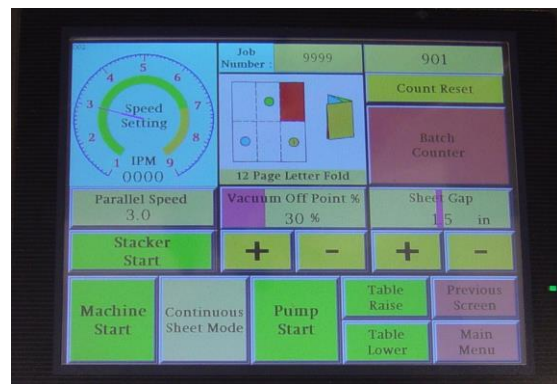 Job
Number :
9999
901
Count Reset
Batch
Counter
1
2
3
4
5
6
7
8
9
Speed
Setting
IPM
0000
12 Page Letter Fold
Parallel Speed
3.0
Vacuum Off Point %
30 %
Sheet Gap
in
Stacker
Start
+
-
+
-
Machine
Start
Continuous
Sheet Mode
Pump
Start
Table
Raise
Previous
Screen
Table
Lower
Main
Menu